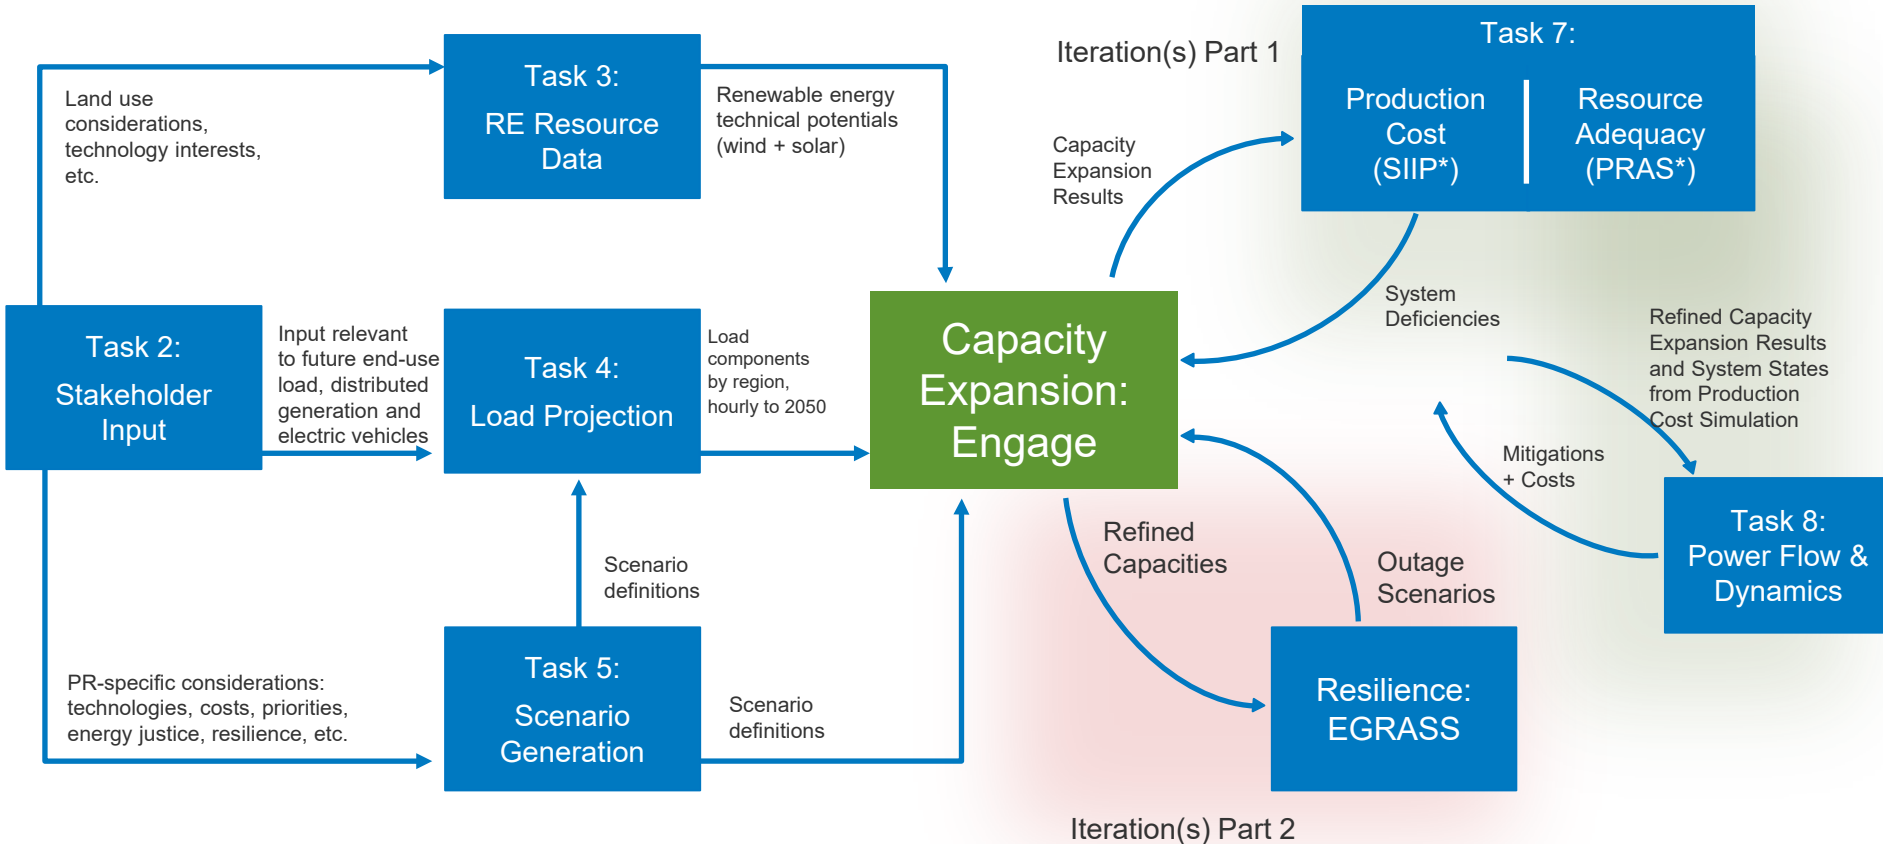 Task 2:
Stakeholder
Input
Land use
considerations,
technology interests,
etc.
Input relevant
to future end-use
load, distributed
generation and
electric vehicles
PR-specific considerations:
technologies, costs, priorities,
energy justice, resilience, etc.
Task 3:
RE Resource
Data
Renewable energy
technical potentials
(wind + solar)
Task 4:
Load Projection
Load
components
by region,
hourly to 2050
Scenario
definitions
Task 5:
Scenario
Generation
Scenario
definitions
Capacity
Expansion:
Engage
Iteration(s) Part 1
Capacity
Expansion
Results
Task 7:
Production
Cost
(SIIP*)
Resource
Adequacy
(PRAS*)
System
Deficiencies
Refined Capacity
Expansion Results
and System States
from Production
Cost Simulation
Mitigations
+ Costs
Task 8:
Power Flow &
Dynamics
Refined
Capacities
Outage
Scenarios
Resilience:
EGRASS
Iteration(s) Part 2